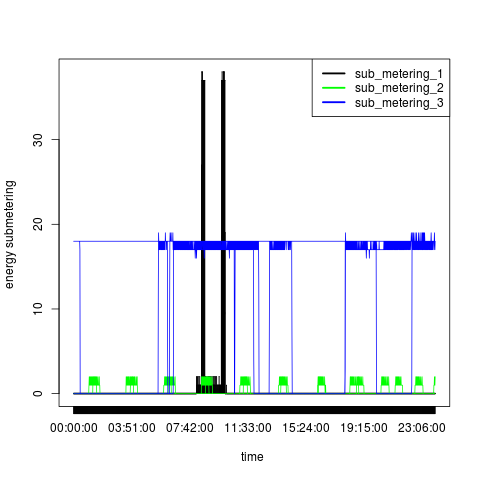 sub_metering_1
sub_metering_2
sub_metering_3
energy submetering
0
10
20
30
00:00:00 03:51:00 07:42:00 11:33:00 15:24:00 19:15:00 23:06:00
time